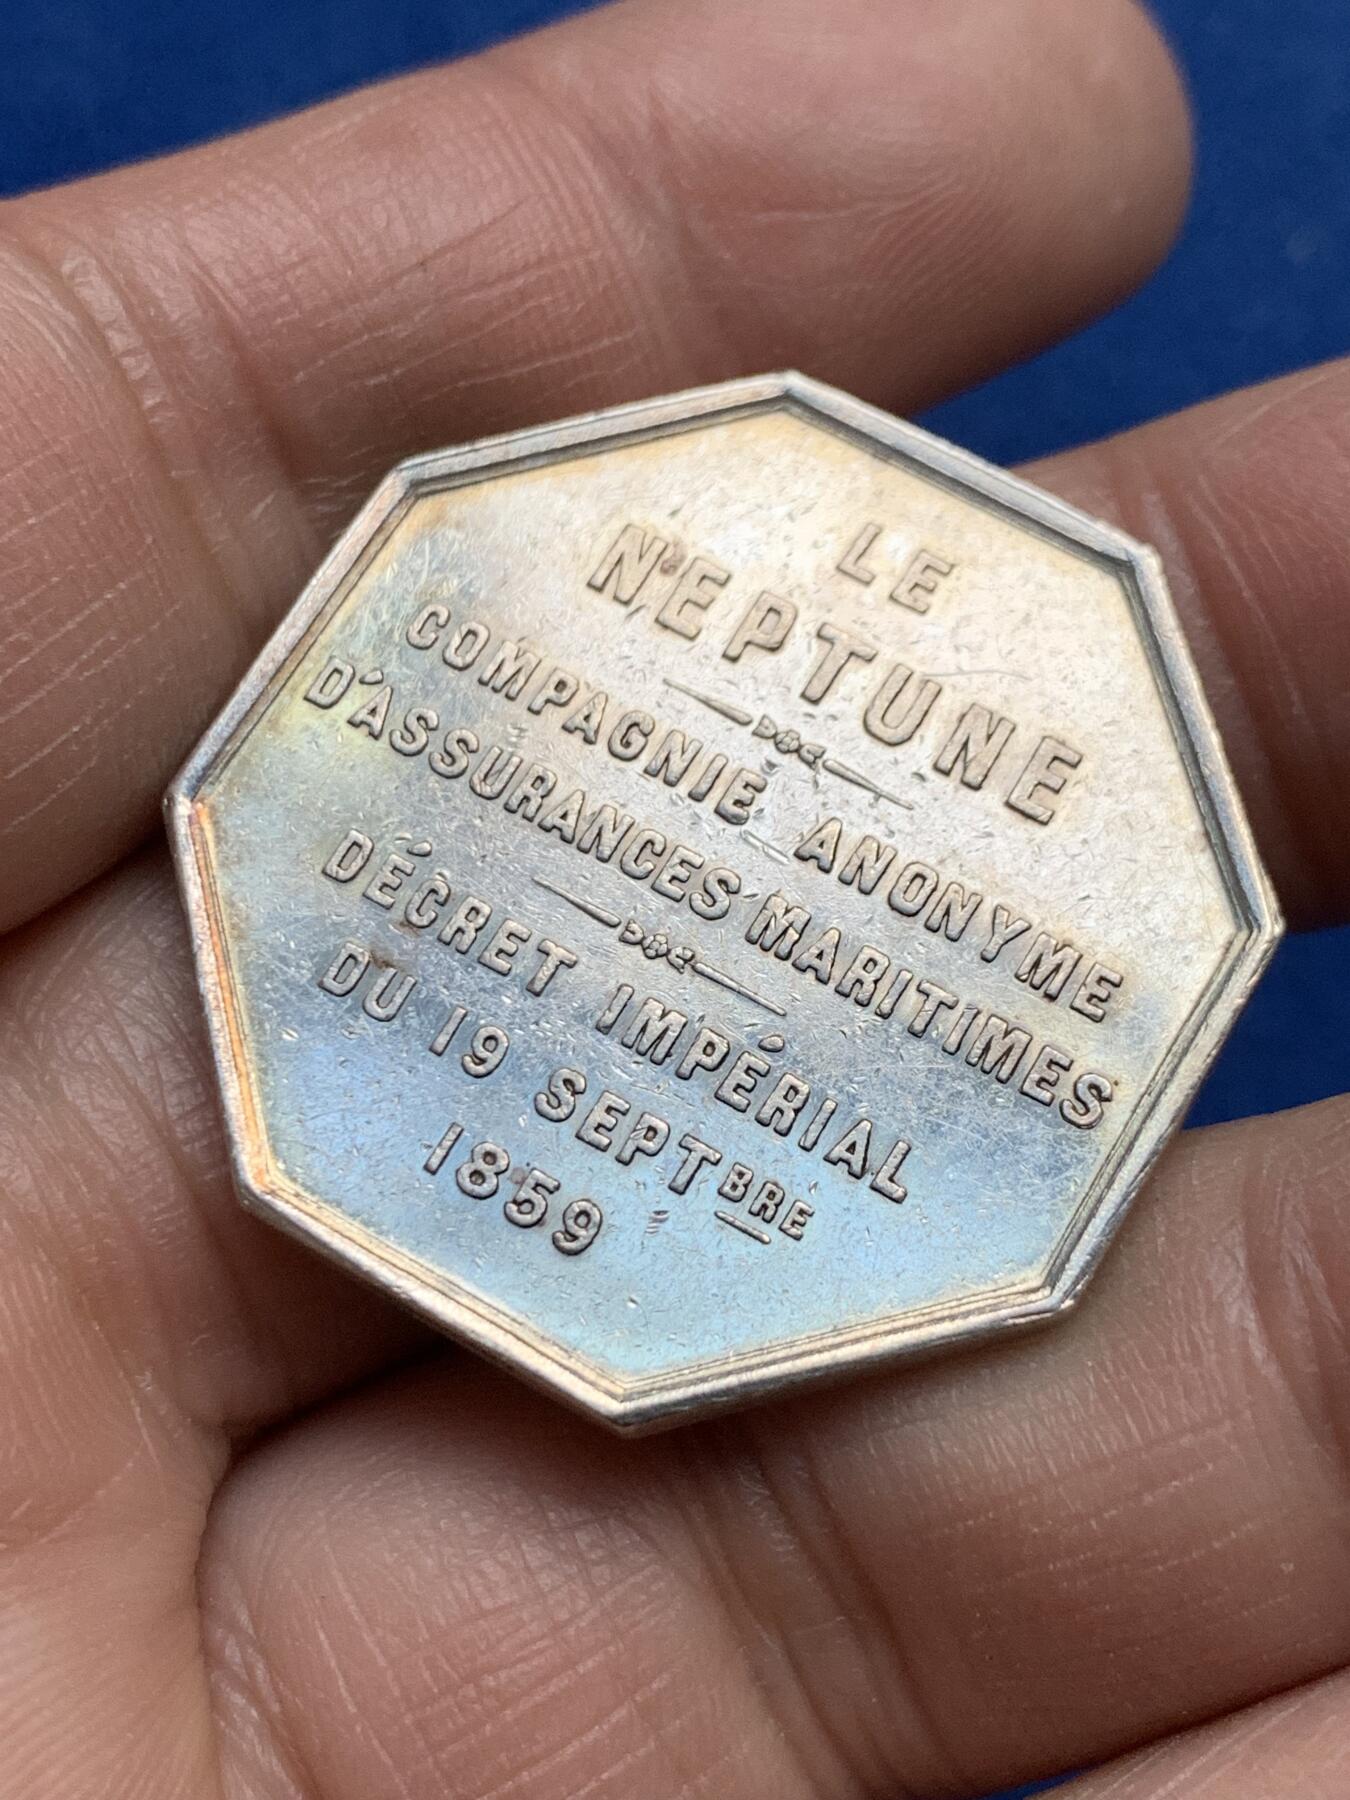 LE
NEPTUNE
COMPAGNIE ANONYME
D'ASSURANCES MARITIMES
DÉCRET IMPÉRIAL
DU 19 SEPTBRE
1859